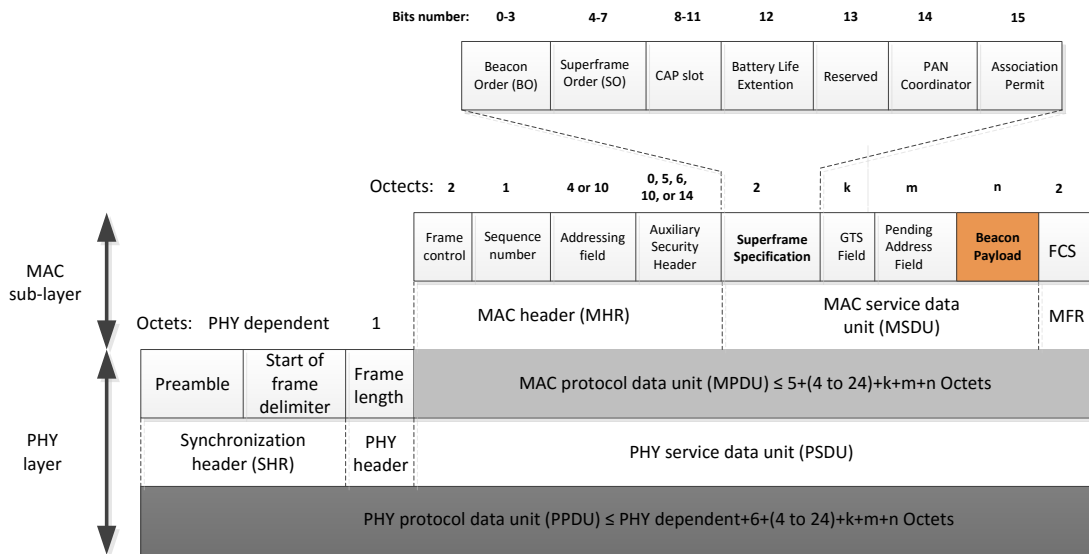 Bits number: 0-3 4-7 8-11 12 13 14 15
Beacon Order (BO)
Superframe Order (SO)
CAP slot
Battery Life Extention
Reserved
PAN Coordinator
Association Permit
Octects: 2 1 4 or 10 0, 5, 6, 10, or 14 2 k m n 2
Frame control
Sequence number
Addressing field
Auxiliary Security Header
Superframe Specification
GTS Field
Pending Address Field
Beacon Payload
FCS
MAC sub-layer
MAC header (MHR)
MAC service data unit (MSDU)
MFR
Octets: PHY dependent 1
Preamble
Start of frame delimiter
Frame length
MAC protocol data unit (MPDU) ≤ 5+(4 to 24)+k+m+n Octets
PHY layer
Synchronization header (SHR)
PHY header
PHY service data unit (PSDU)
PHY protocol data unit (PPDU) ≤ PHY dependent+6+(4 to 24)+k+m+n Octets